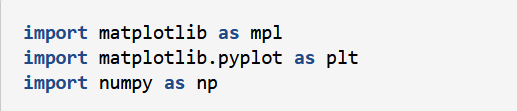 import matplotlib as mpl
import matplotlib.pyplot as plt
import numpy as np